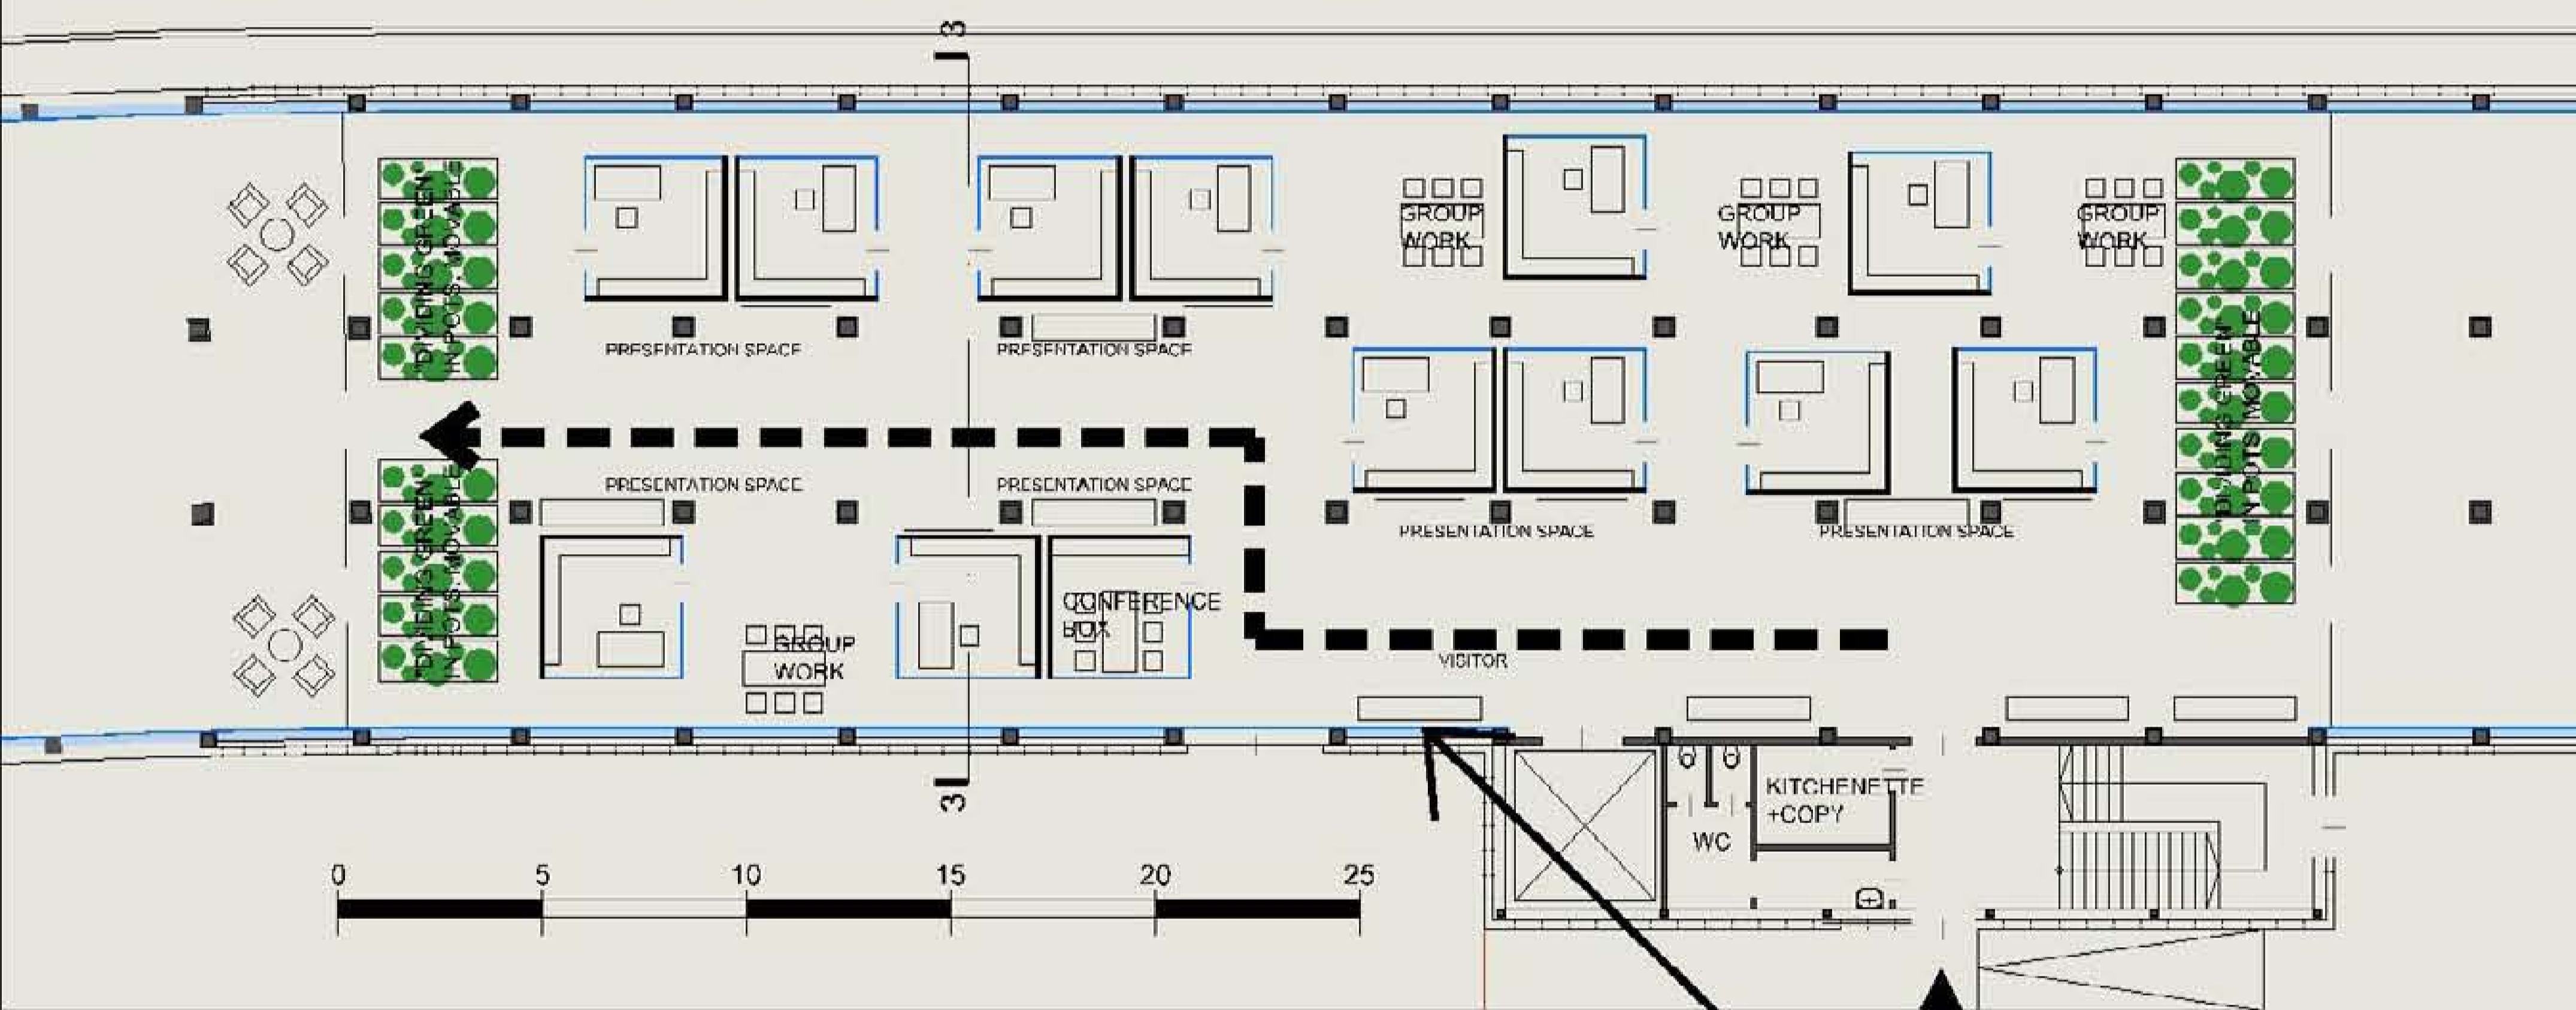 3
"DIVIDING GREEN"
IN POTS, MOVABLE
GROUP
WORK
GROUP
WORK
GROUP
WORK
PRESENTATION SPACE
PRESENTATION SPACE
"DIVIDING GREEN"
IN POTS MOVABLE
PRESENTATION SPACE
PRESENTATION SPACE
PRESENTATION SPACE
PRESENTATION SPACE
"DIVIDING GREEN"
IN POTS, MOVABLE
GROUP
WORK
CONFERENCE
BOX
VISITOR
3
KITCHENETTE
+COPY
WC
0 5 10 15 20 25